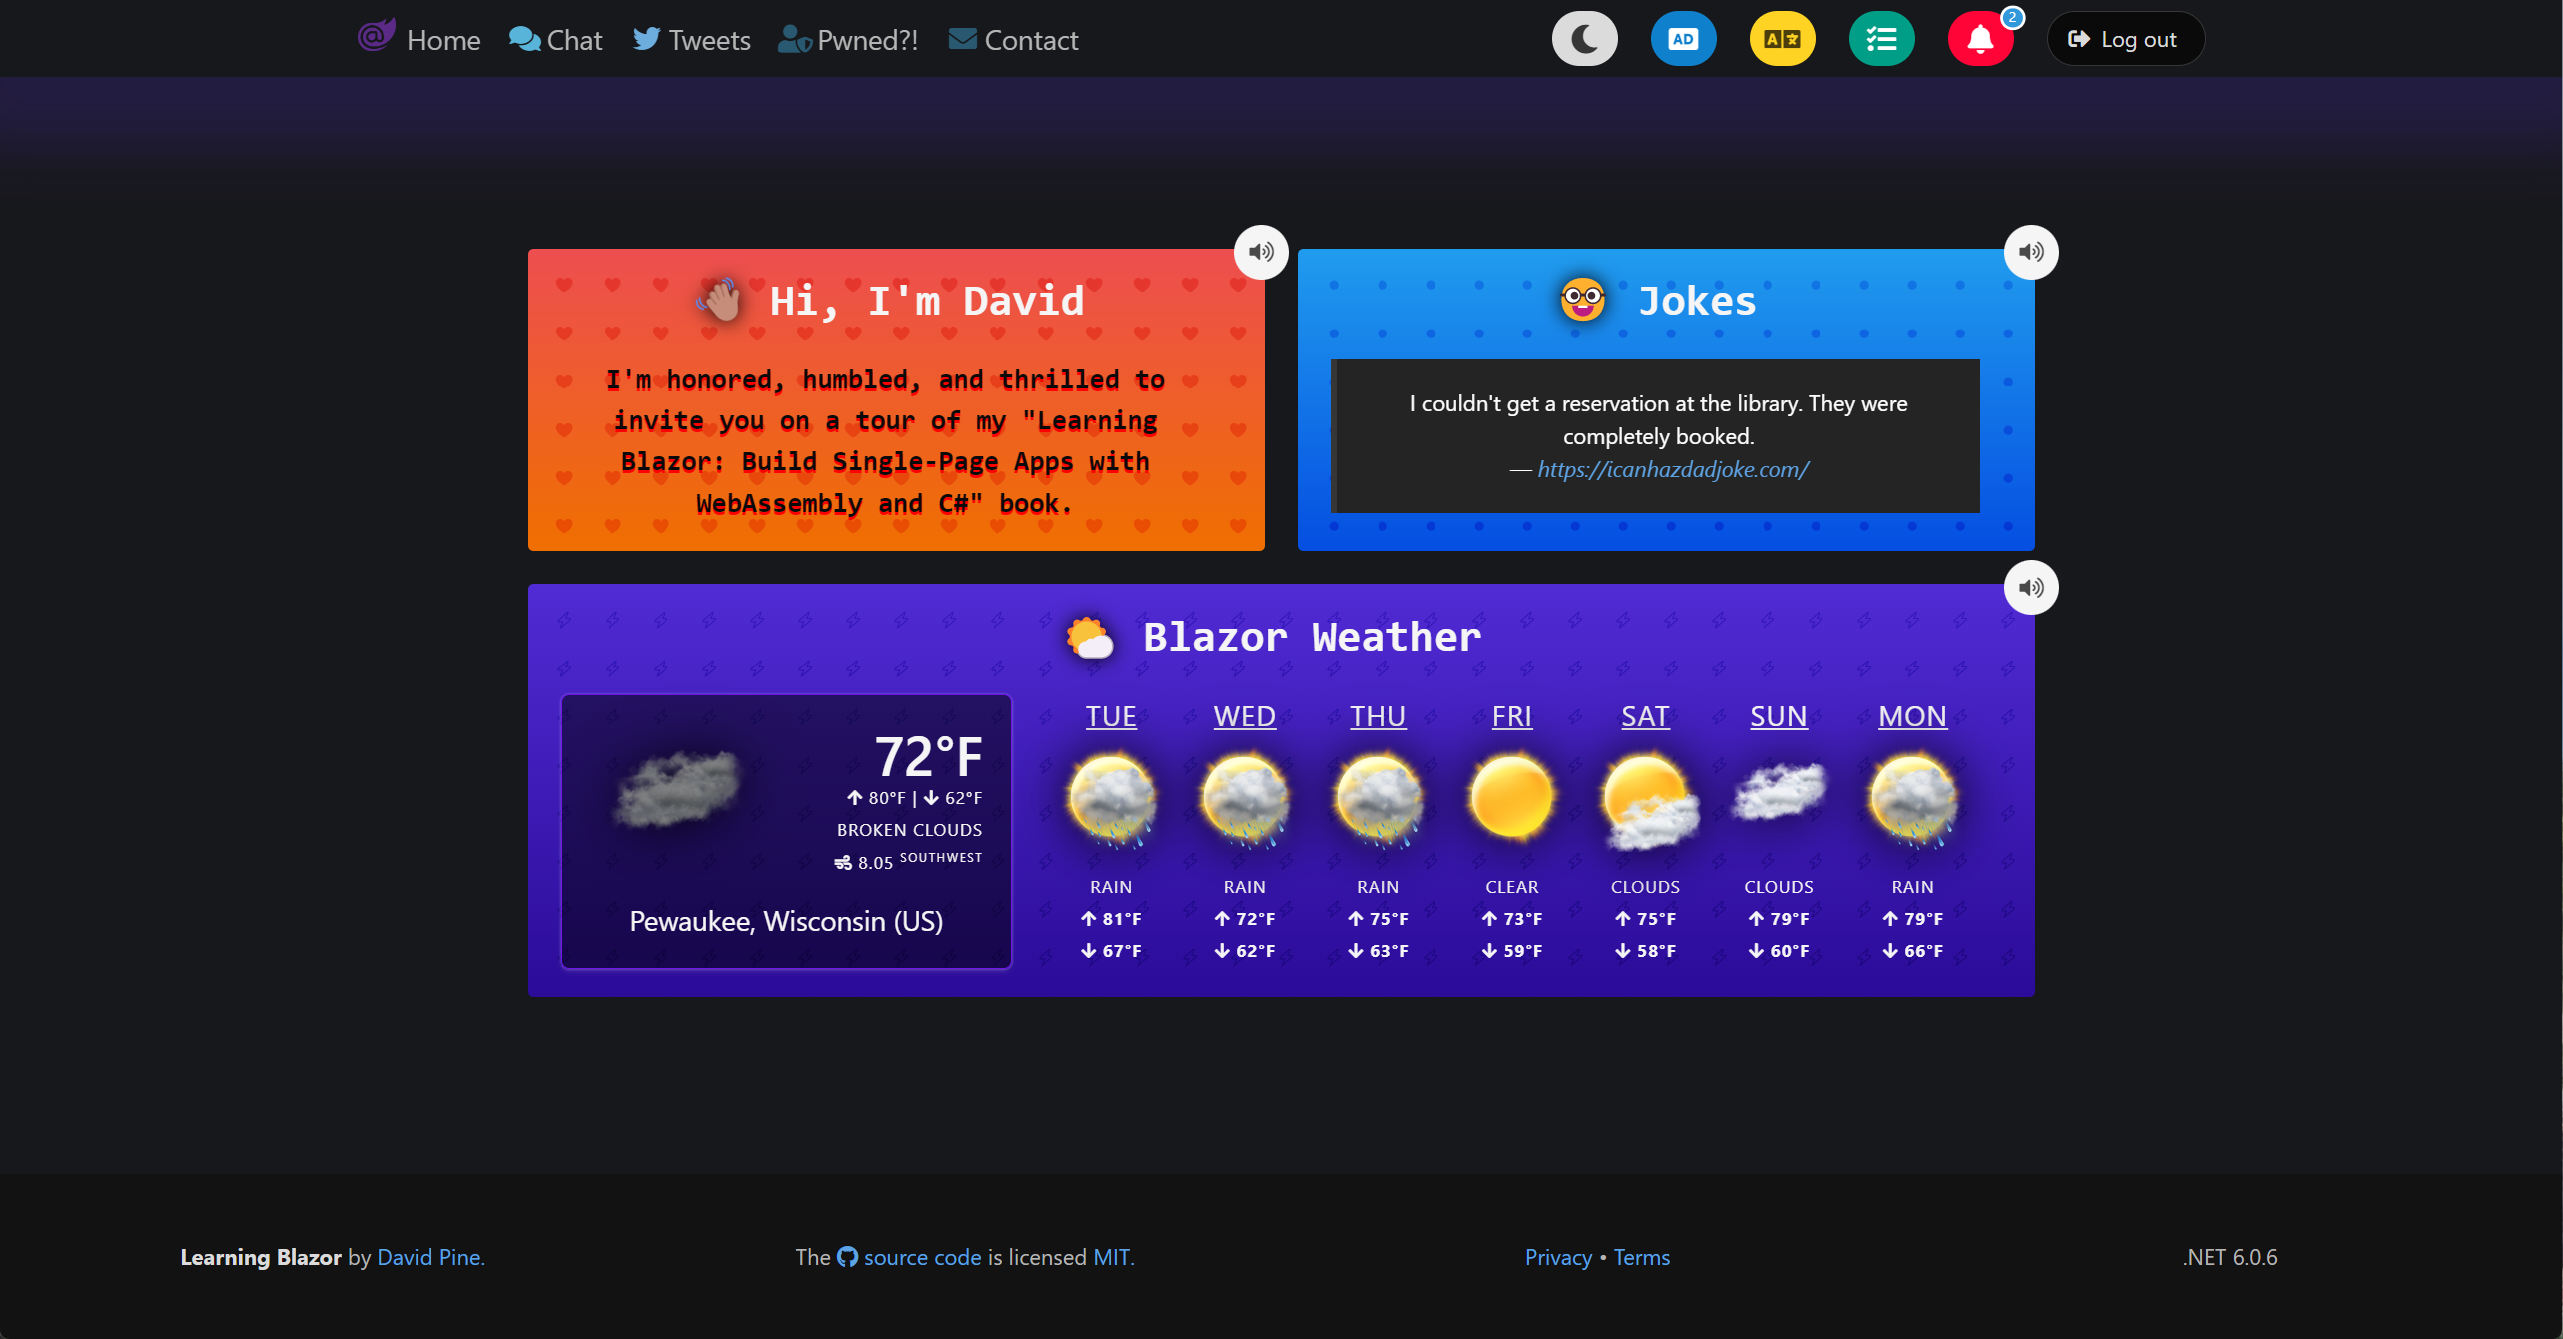 Home
Chat
Tweets
Pwned?!
Contact
AD
A
2
Log out
Hi, I'm David
I'm honored, humbled, and thrilled to
invite you on a tour of my "Learning
Blazor: Build Single-Page Apps with
WebAssembly and C#" book.
Jokes
I couldn't get a reservation at the library. They were
completely booked.
— https://icanhazdadjoke.com/
Blazor Weather
72°F
↑ 80°F | ↓ 62°F
BROKEN CLOUDS
8.05 SOUTHWEST
Pewaukee, Wisconsin (US)
TUE WED THU FRI SAT SUN MON
RAIN RAIN RAIN CLEAR CLOUDS CLOUDS RAIN
↑ 81°F ↑ 72°F ↑ 75°F ↑ 73°F ↑ 75°F ↑ 79°F ↑ 79°F
↓ 67°F ↓ 62°F ↓ 63°F ↓ 59°F ↓ 58°F ↓ 60°F ↓ 66°F
Learning Blazor by David Pine.
The source code is licensed MIT.
Privacy • Terms
.NET 6.0.6